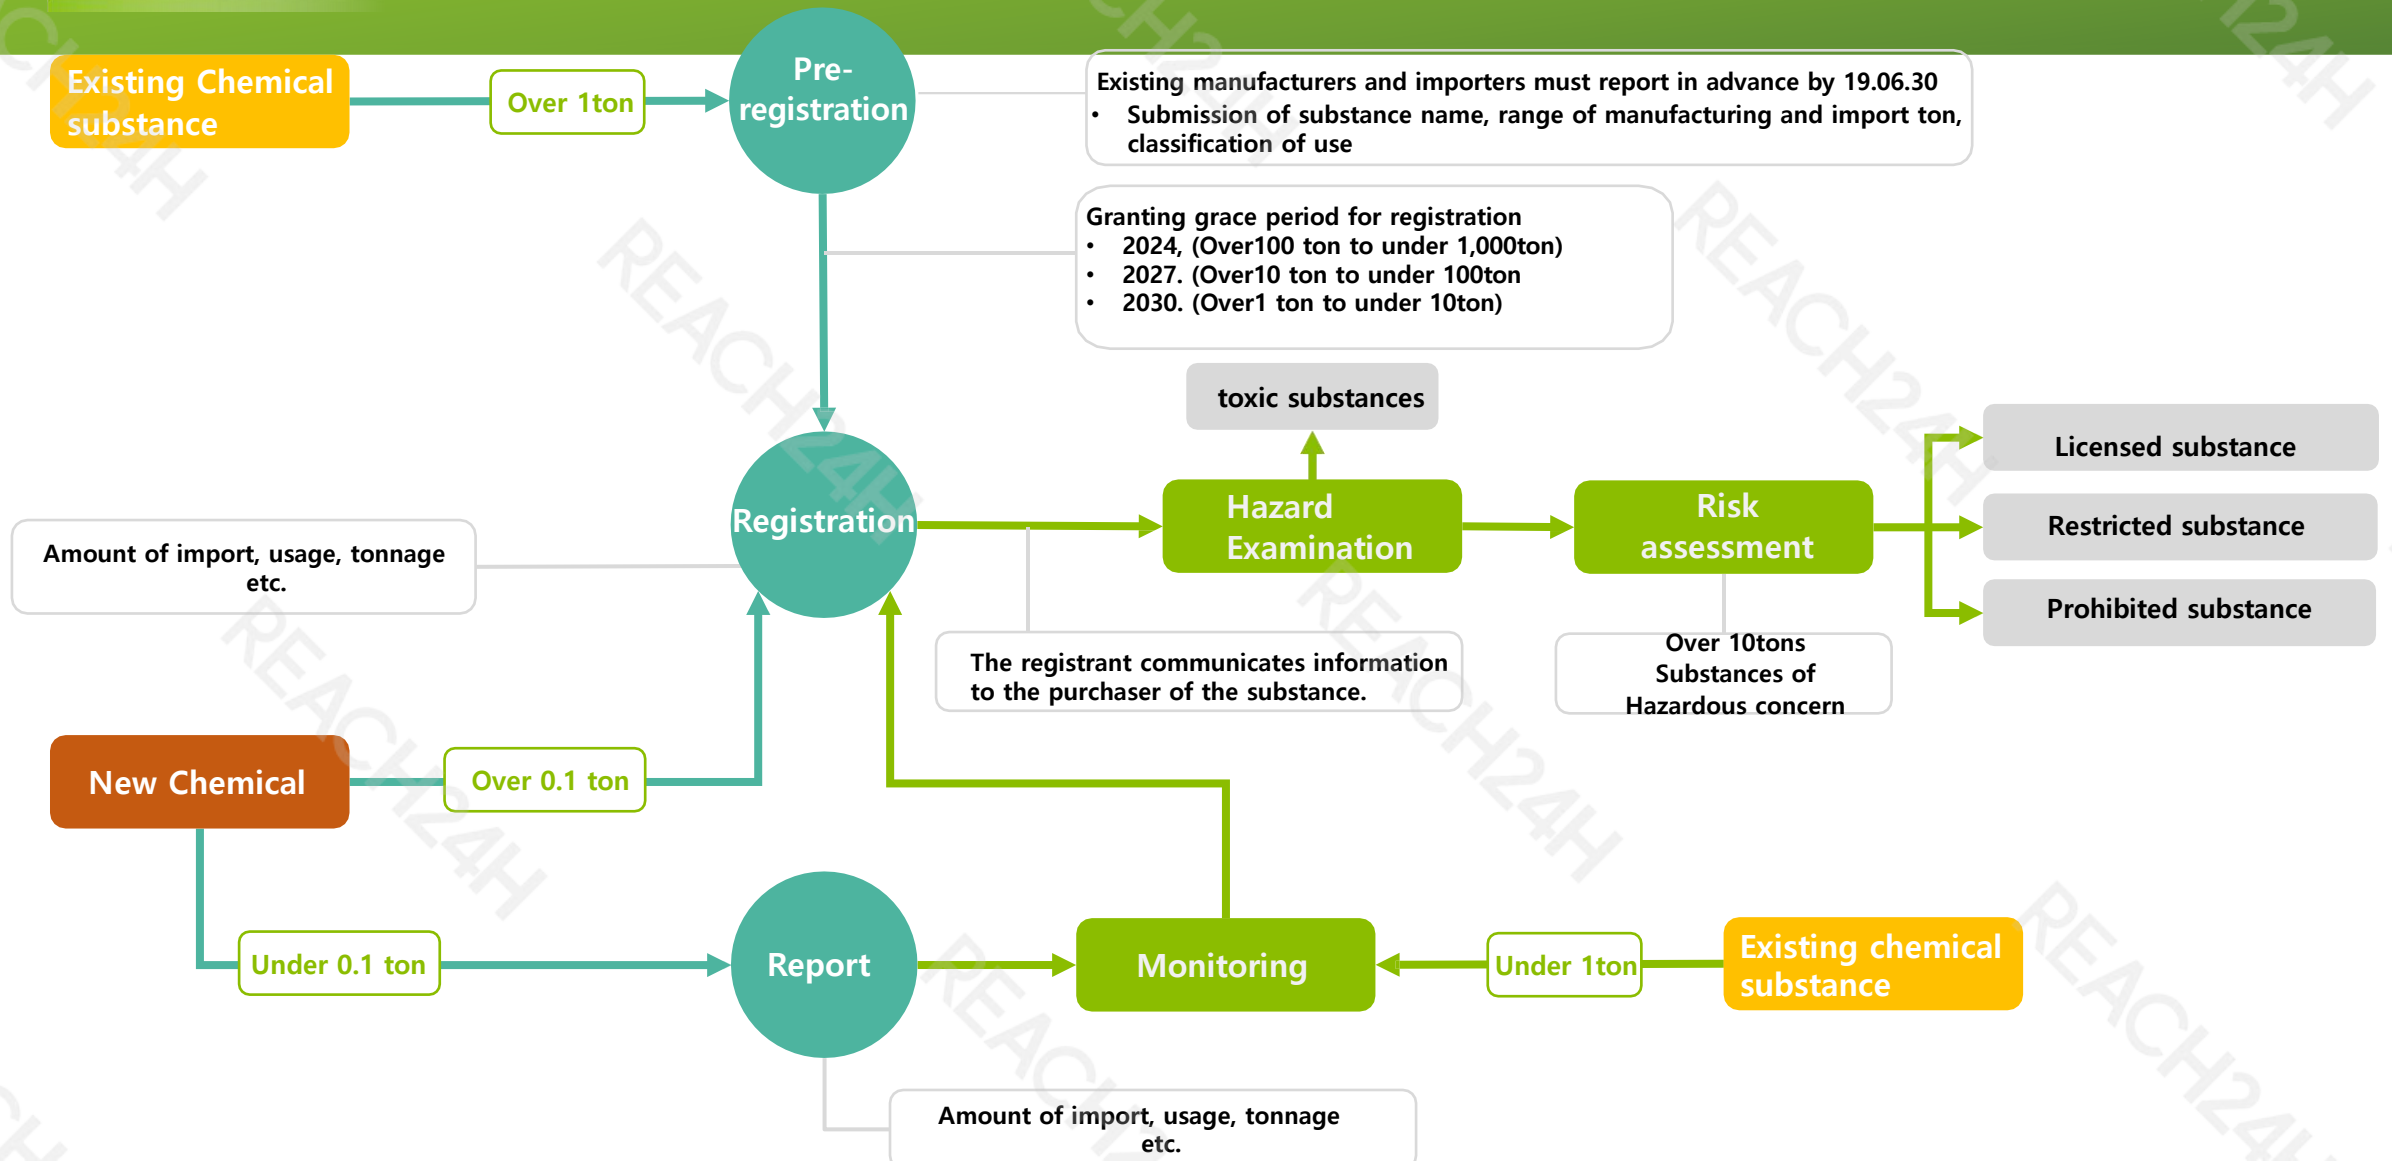 Existing Chemical
substance
Over 1ton
Pre-
registration
Existing manufacturers and importers must report in advance by 19.06.30
• Submission of substance name, range of manufacturing and import ton,
classification of use
Granting grace period for registration
• 2024, (Over100 ton to under 1,000ton)
• 2027. (Over10 ton to under 100ton
• 2030. (Over1 ton to under 10ton)
toxic substances
Licensed substance
Restricted substance
Prohibited substance
Registration
Hazard
Examination
Risk
assessment
Amount of import, usage, tonnage
etc.
The registrant communicates information
to the purchaser of the substance.
Over 10tons
Substances of
Hazardous concern
New Chemical
Over 0.1 ton
Under 0.1 ton
Report
Monitoring
Under 1ton
Existing chemical
substance
Amount of import, usage, tonnage
etc.
REACH24H
REACH24H
REACH24H
REACH24H
REACH24H
REACH24H